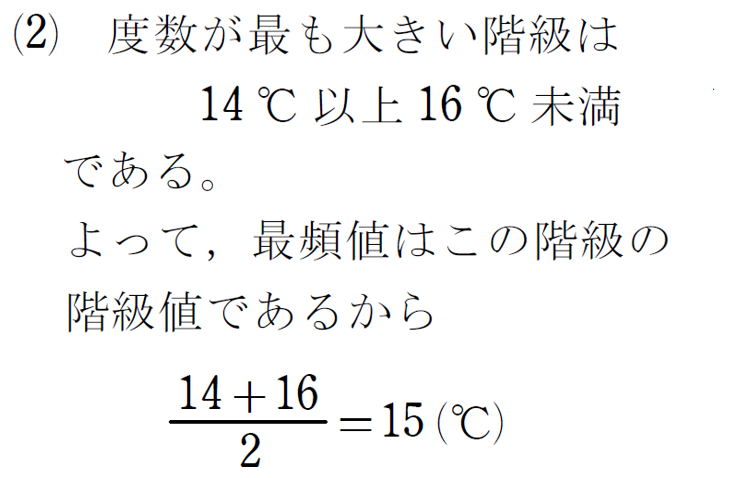 (2) 度数が最も大きい階級は
14 ℃ 以上 16 ℃ 未満
である。
よって，最頻値はこの階級の
階級値であるから
(14＋16)/2＝15 (℃)